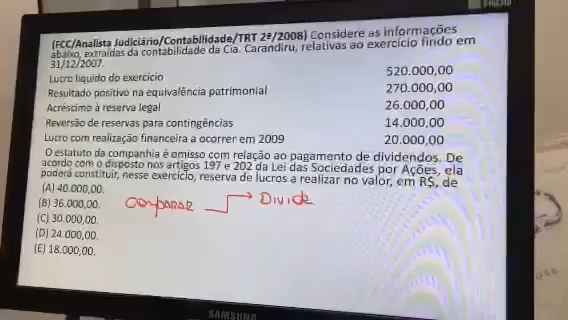 (FCC/Analista Judiciário/Contabilidade/TRT 2ª/2008) Considere as informações
abaixo, extraídas da contabilidade da Cia. Carandiru, relativas ao exercício findo em
31/12/2007.
Lucro líquido do exercício 520.000,00
Resultado positivo na equivalência patrimonial 270.000,00
Acréscimo à reserva legal 26.000,00
Reversão de reservas para contingências 14.000,00
Lucro com realização financeira a ocorrer em 2009 20.000,00
O estatuto da companhia é omisso com relação ao pagamento de dividendos. De
acordo com o disposto nos artigos 197 e 202 da Lei das Sociedades por Ações, ela
poderá constituir, nesse exercício, reserva de lucros a realizar no valor, em R$, de
(A) 40.000,00.
(B) 36.000,00.
COMPARAR DIVIDE
(C) 30.000,00.
(D) 24.000,00.
(E) 18.000,00.
SAMSUNG